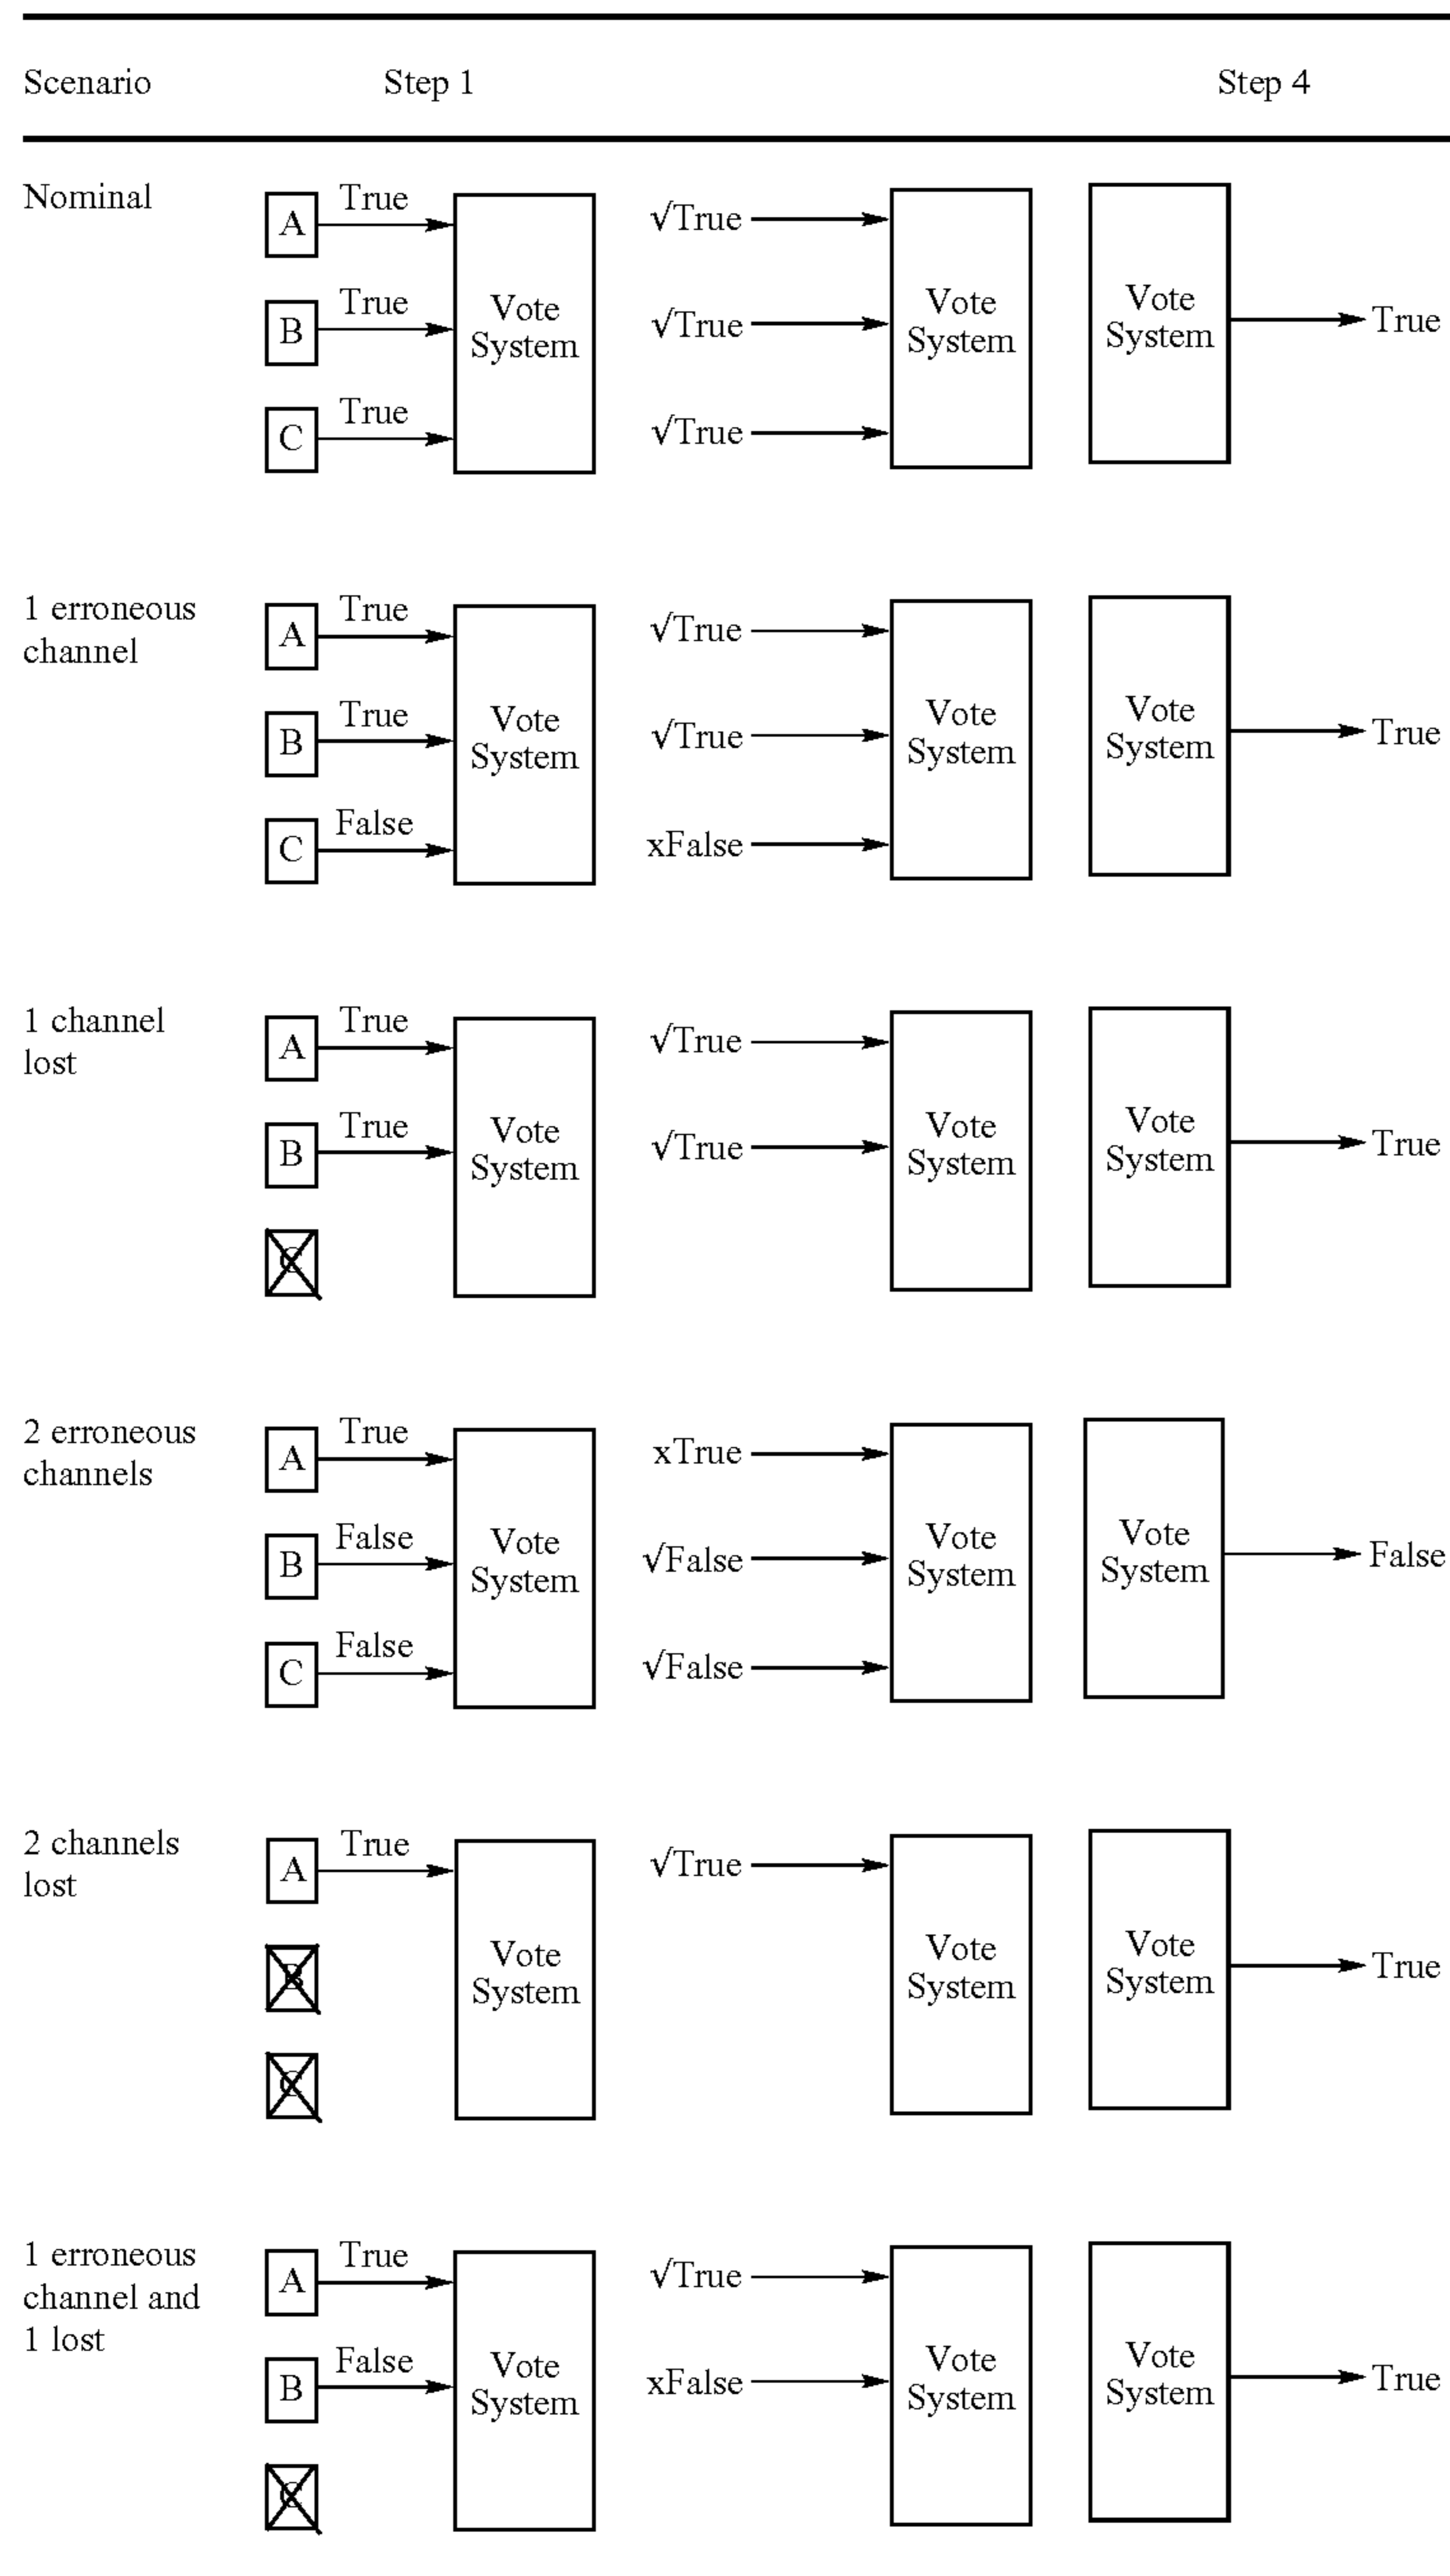 Scenario Step 1 Step 4
Nominal
A True
B True
C True
Vote
System
√True
√True
√True
Vote
System
Vote
System
True
1 erroneous
channel
A True
B True
C False
Vote
System
√True
√True
xFalse
Vote
System
Vote
System
True
1 channel
lost
A True
B True
C
Vote
System
√True
√True
Vote
System
Vote
System
True
2 erroneous
channels
A True
B False
C False
Vote
System
xTrue
√False
√False
Vote
System
Vote
System
False
2 channels
lost
A True
B
C
Vote
System
√True
Vote
System
Vote
System
True
1 erroneous
channel and
1 lost
A True
B False
C
Vote
System
√True
xFalse
Vote
System
Vote
System
True